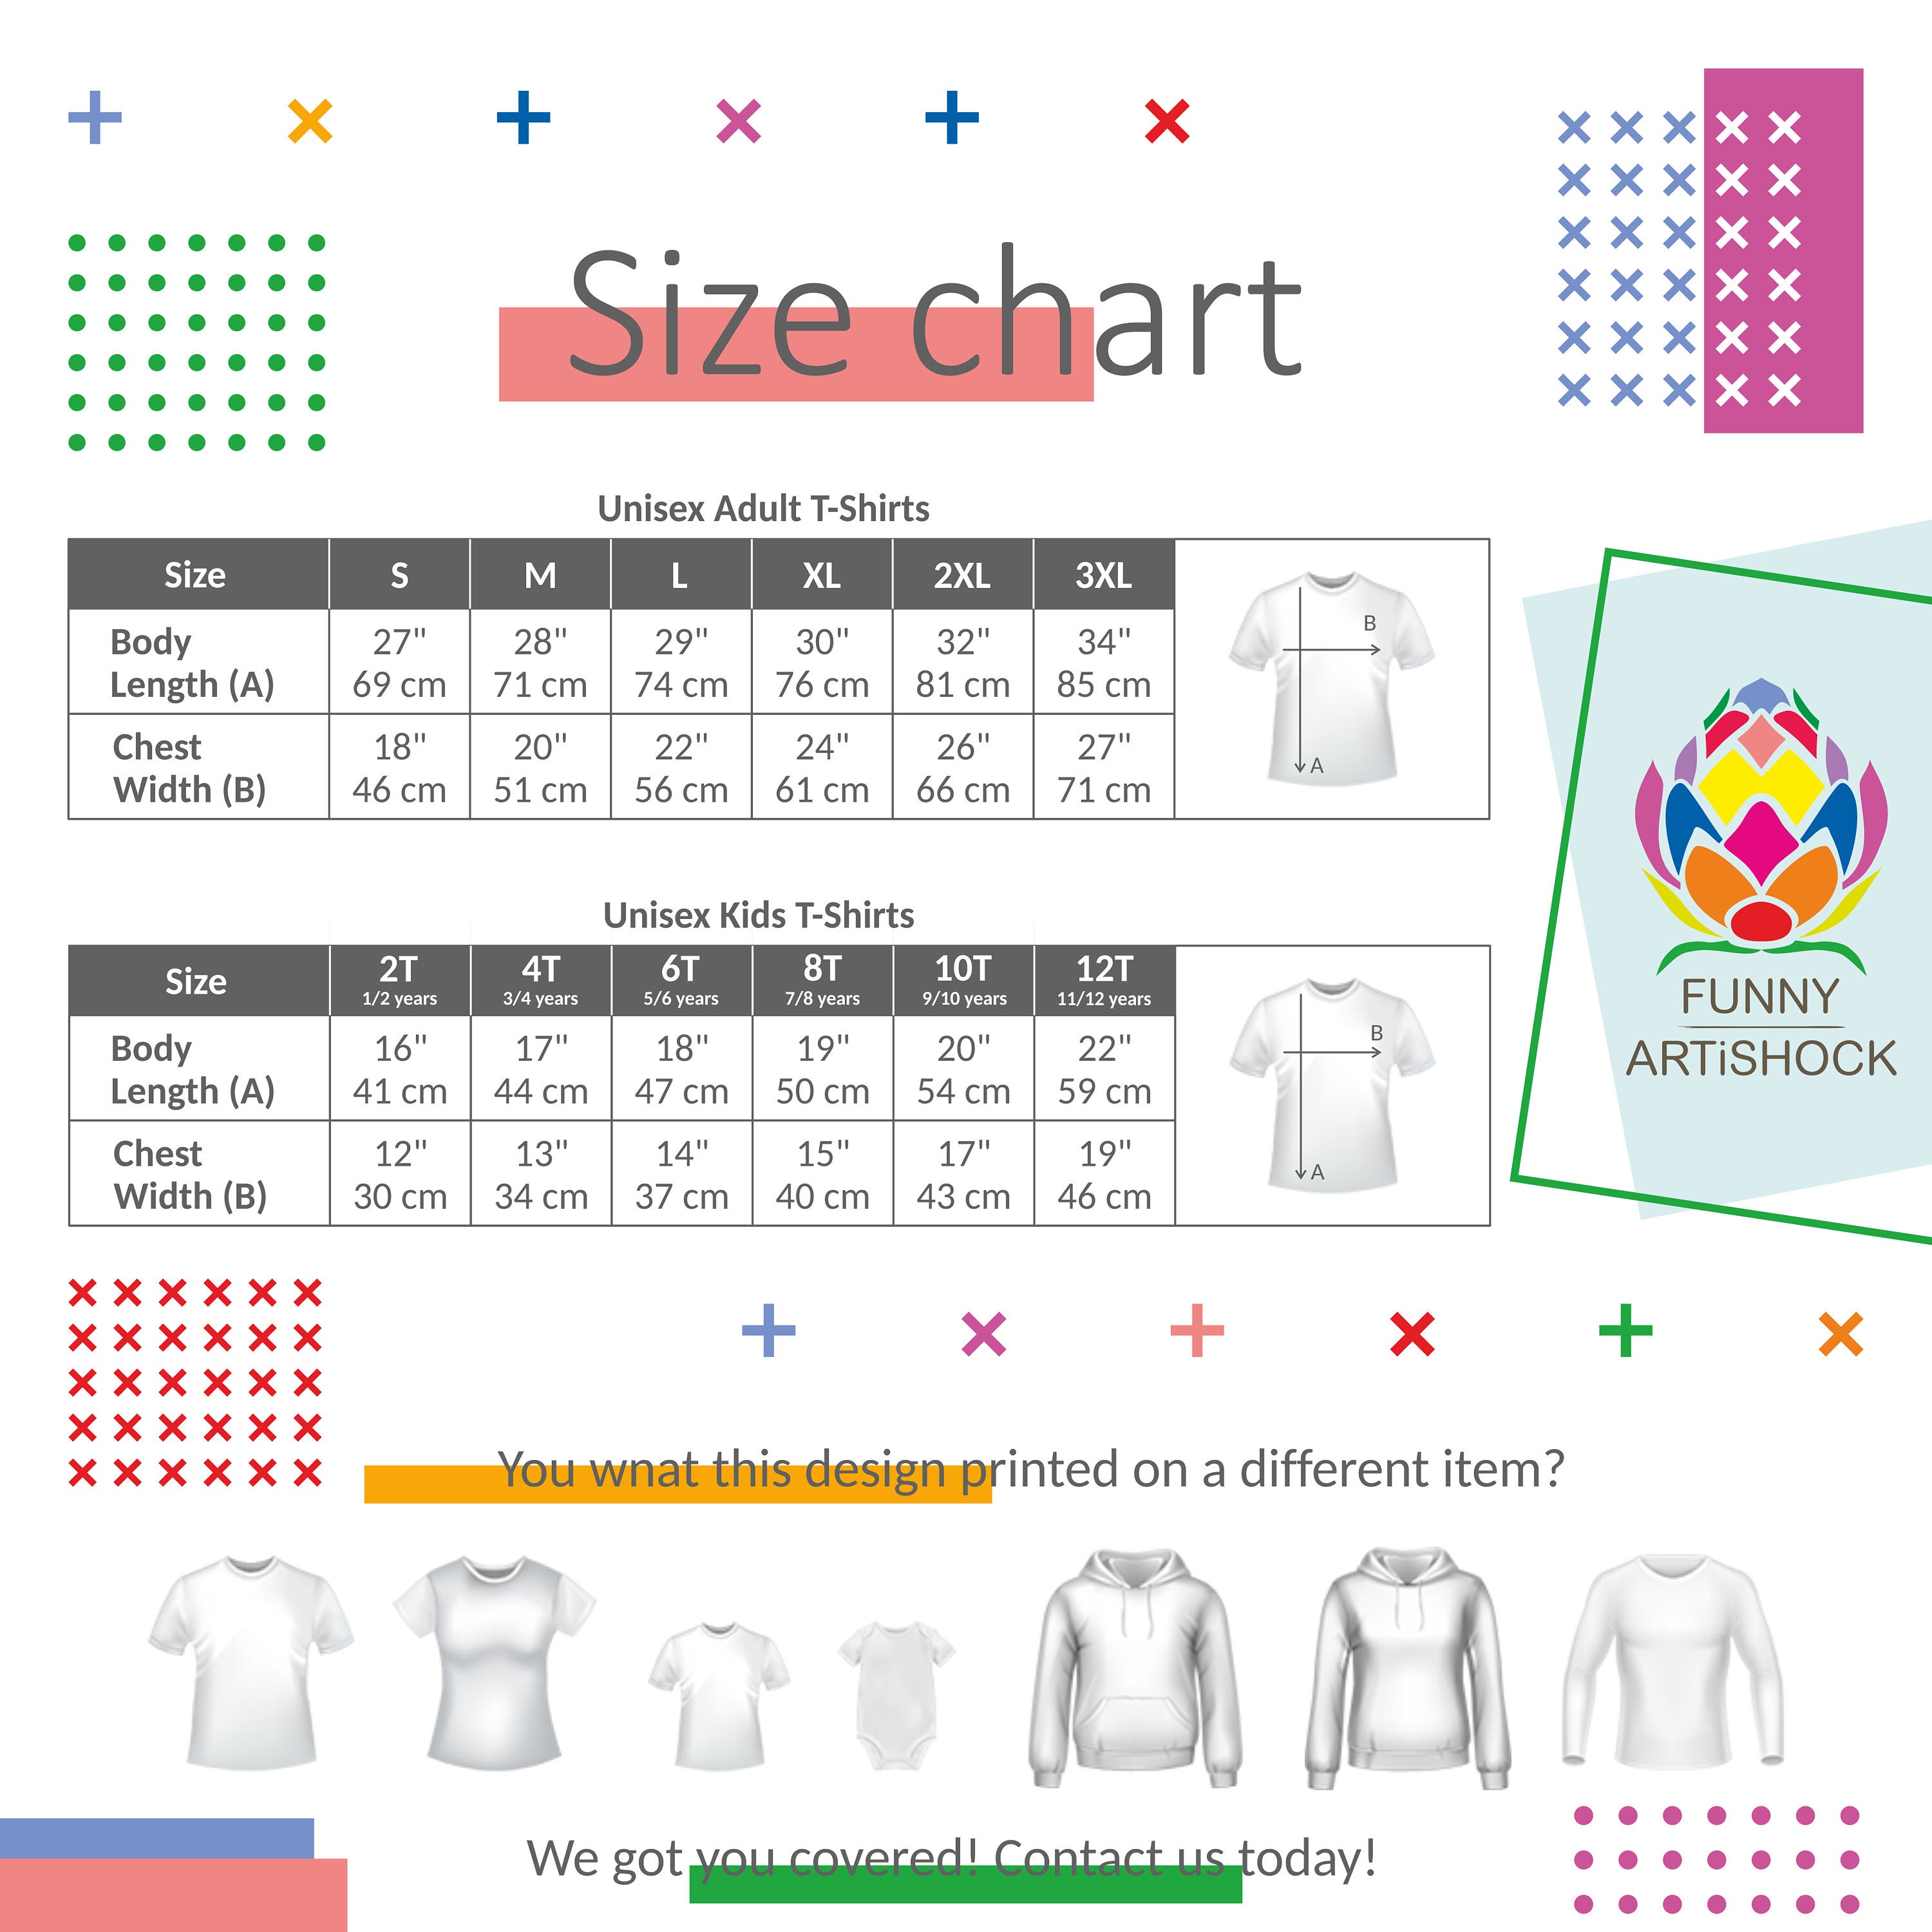 Size chart
Unisex Adult T-Shirts
Size S M L XL 2XL 3XL
Body 27" 28" 29" 30" 32" 34"
Length (A) 69 cm 71 cm 74 cm 76 cm 81 cm 85 cm
Chest 18" 20" 22" 24" 26" 27"
Width (B) 46 cm 51 cm 56 cm 61 cm 66 cm 71 cm
B
A
Unisex Kids T-Shirts
Size 2T 4T 6T 8T 10T 12T
1/2 years 3/4 years 5/6 years 7/8 years 9/10 years 11/12 years
Body 16" 17" 18" 19" 20" 22"
Length (A) 41 cm 44 cm 47 cm 50 cm 54 cm 59 cm
Chest 12" 13" 14" 15" 17" 19"
Width (B) 30 cm 34 cm 37 cm 40 cm 43 cm 46 cm
B
A
FUNNY
ARTiSHOCK
You wnat this design printed on a different item?
We got you covered! Contact us today!